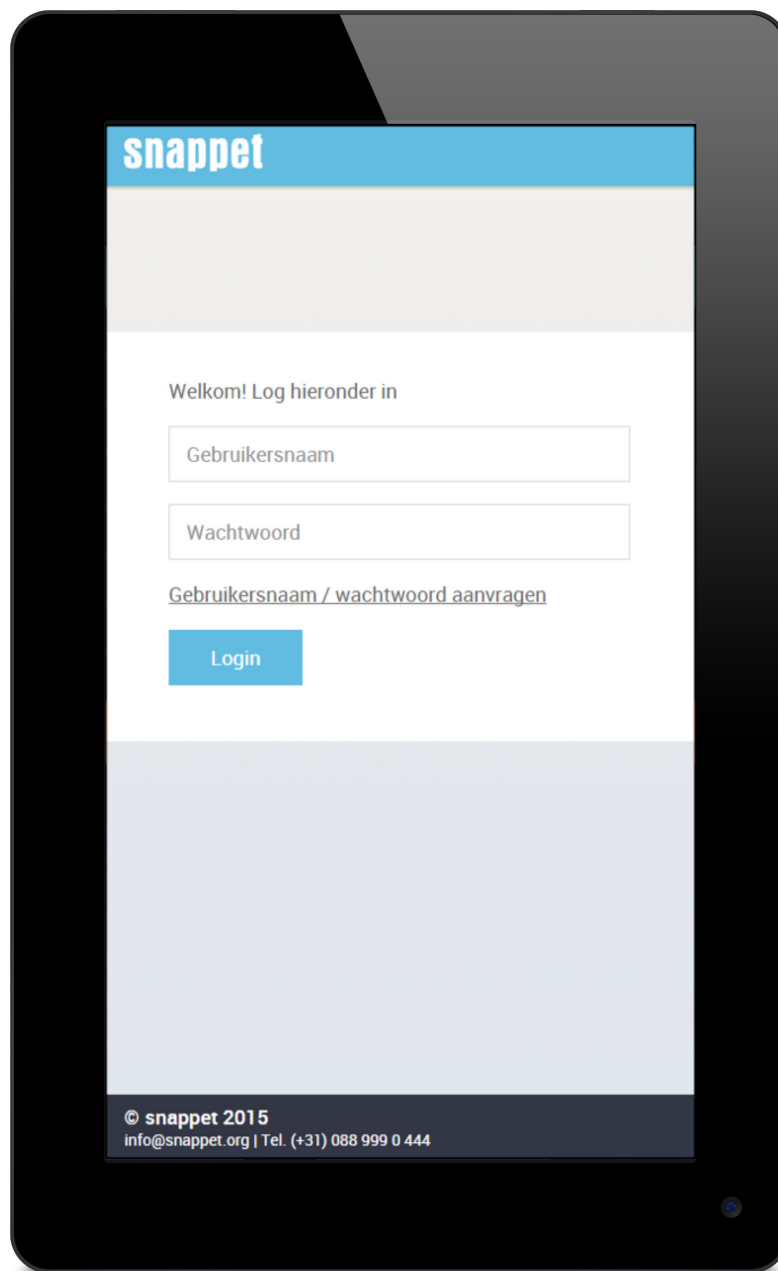 snappet
Welkom! Log hieronder in
Gebruikersnaam
Wachtwoord
Gebruikersnaam / wachtwoord aanvragen
Login
© snappet 2015
info@snappet.org | Tel. (+31) 088 999 0 444